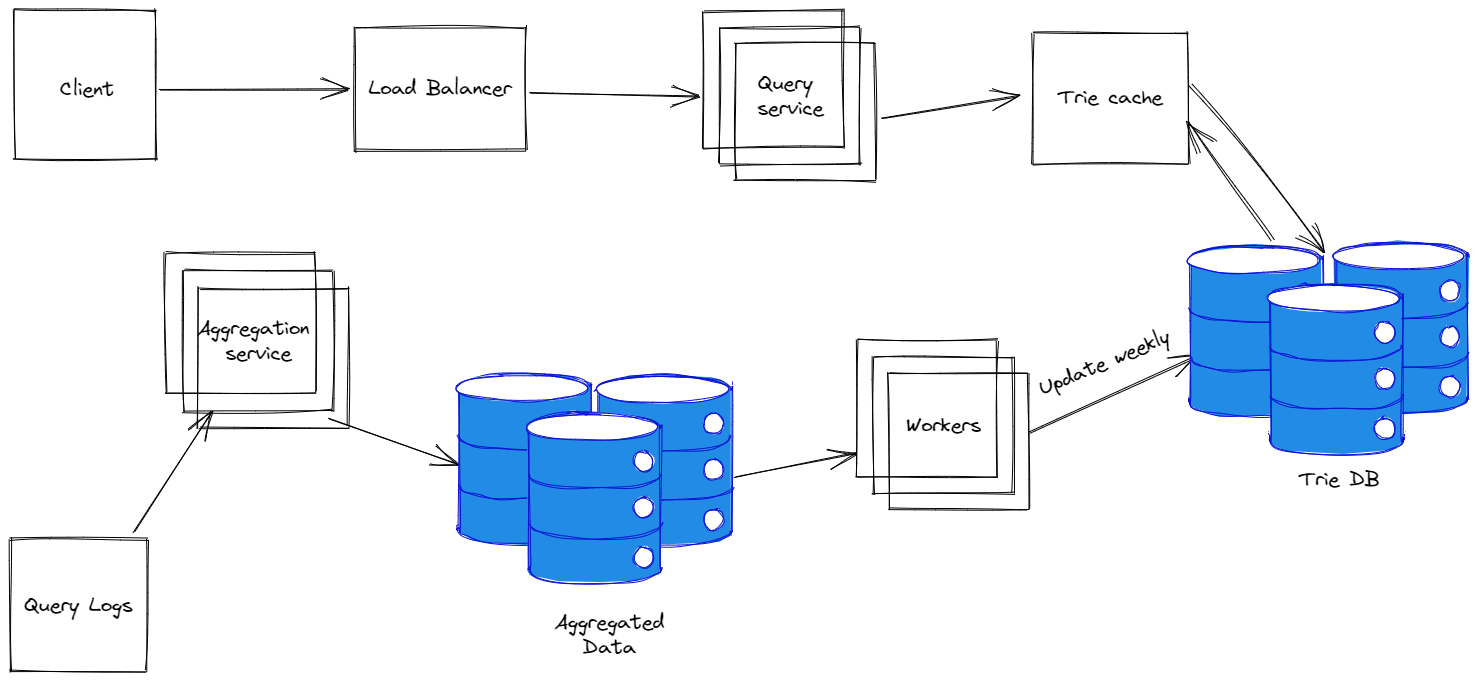 Client
Load Balancer
Query
service
Trie cache
Aggregation
service
Update weekly
Workers
Trie DB
Query Logs
Aggregated
Data